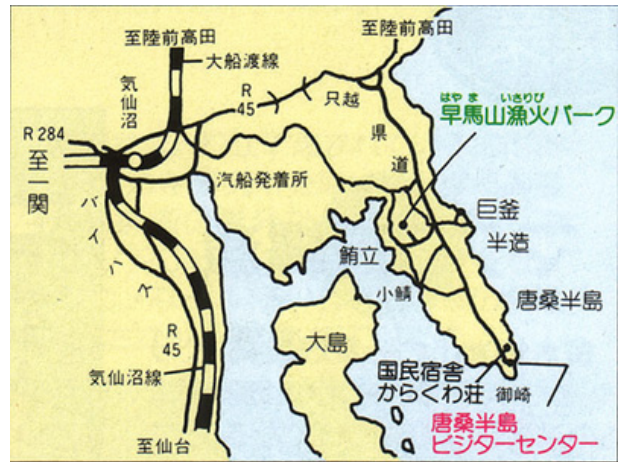 至陸前高田
至陸前高田
大船渡線
気仙沼
R
45
只越
はやま いさりび
早馬山漁火パーク
県道
R 284
至一関
汽船発着所
バイパス
巨釜
半造
鮪立
小鯖
唐桑半島
大島
R
45
気仙沼線
国民宿舎
からくわ荘
御崎
唐桑半島
ビジターセンター
至仙台